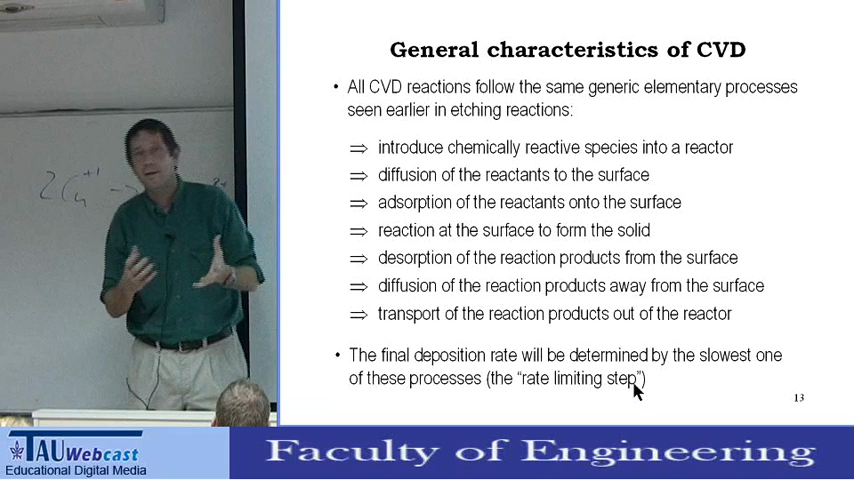 General characteristics of CVD
• All CVD reactions follow the same generic elementary processes
seen earlier in etching reactions:
⇒ introduce chemically reactive species into a reactor
⇒ diffusion of the reactants to the surface
⇒ adsorption of the reactants onto the surface
⇒ reaction at the surface to form the solid
⇒ desorption of the reaction products from the surface
⇒ diffusion of the reaction products away from the surface
⇒ transport of the reaction products out of the reactor
• The final deposition rate will be determined by the slowest one
of these processes (the “rate limiting step”)
13
TAU Webcast
Educational Digital Media
Faculty of Engineering